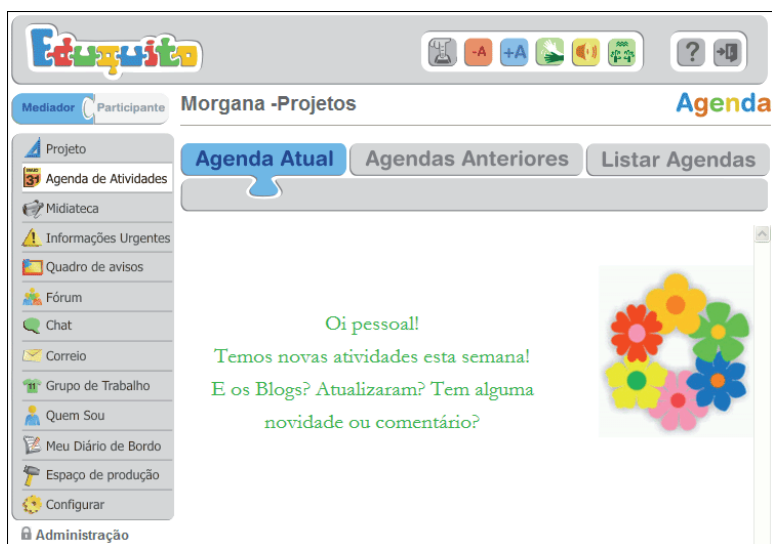 Eduquito
-A +A ?
Mediador Participante
Morgana -Projetos
Agenda
Projeto
Agenda de Atividades
Midiateca
Informações Urgentes
Quadro de avisos
Fórum
Chat
Correio
Grupo de Trabalho
Quem Sou
Meu Diário de Bordo
Espaço de produção
Configurar
Administração
Agenda Atual Agendas Anteriores Listar Agendas
Oi pessoal!
Temos novas atividades esta semana!
E os Blogs? Atualizaram? Tem alguma
novidade ou comentário?